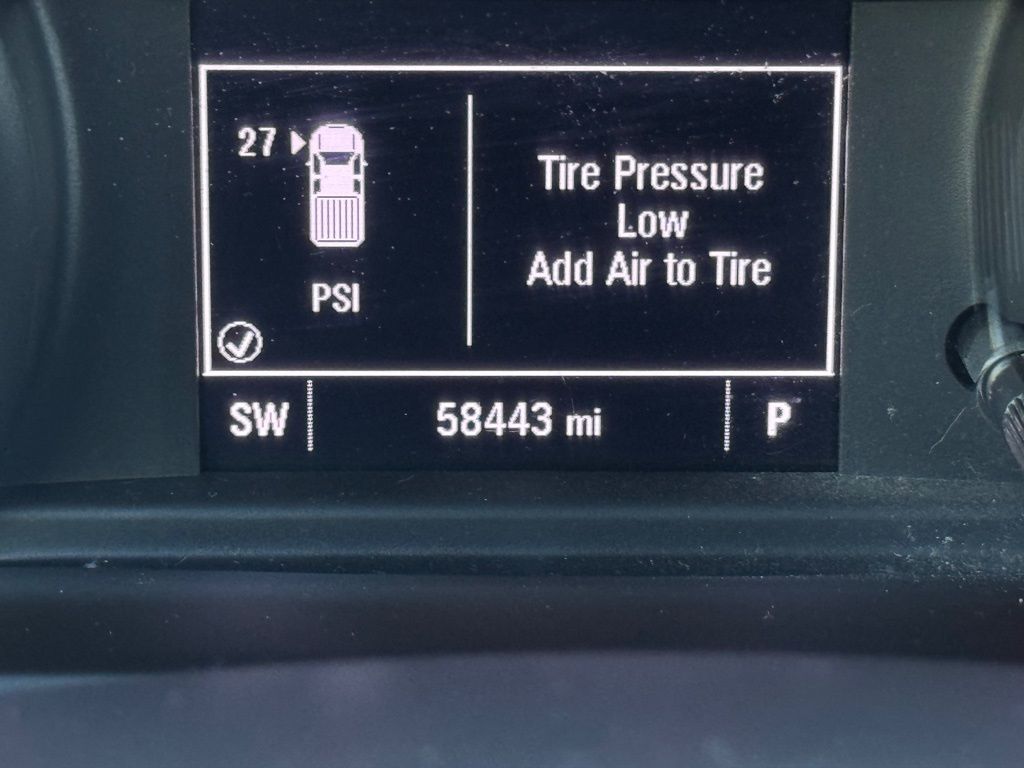 27
PSI
Tire Pressure
Low
Add Air to Tire
SW
58443 mi
P